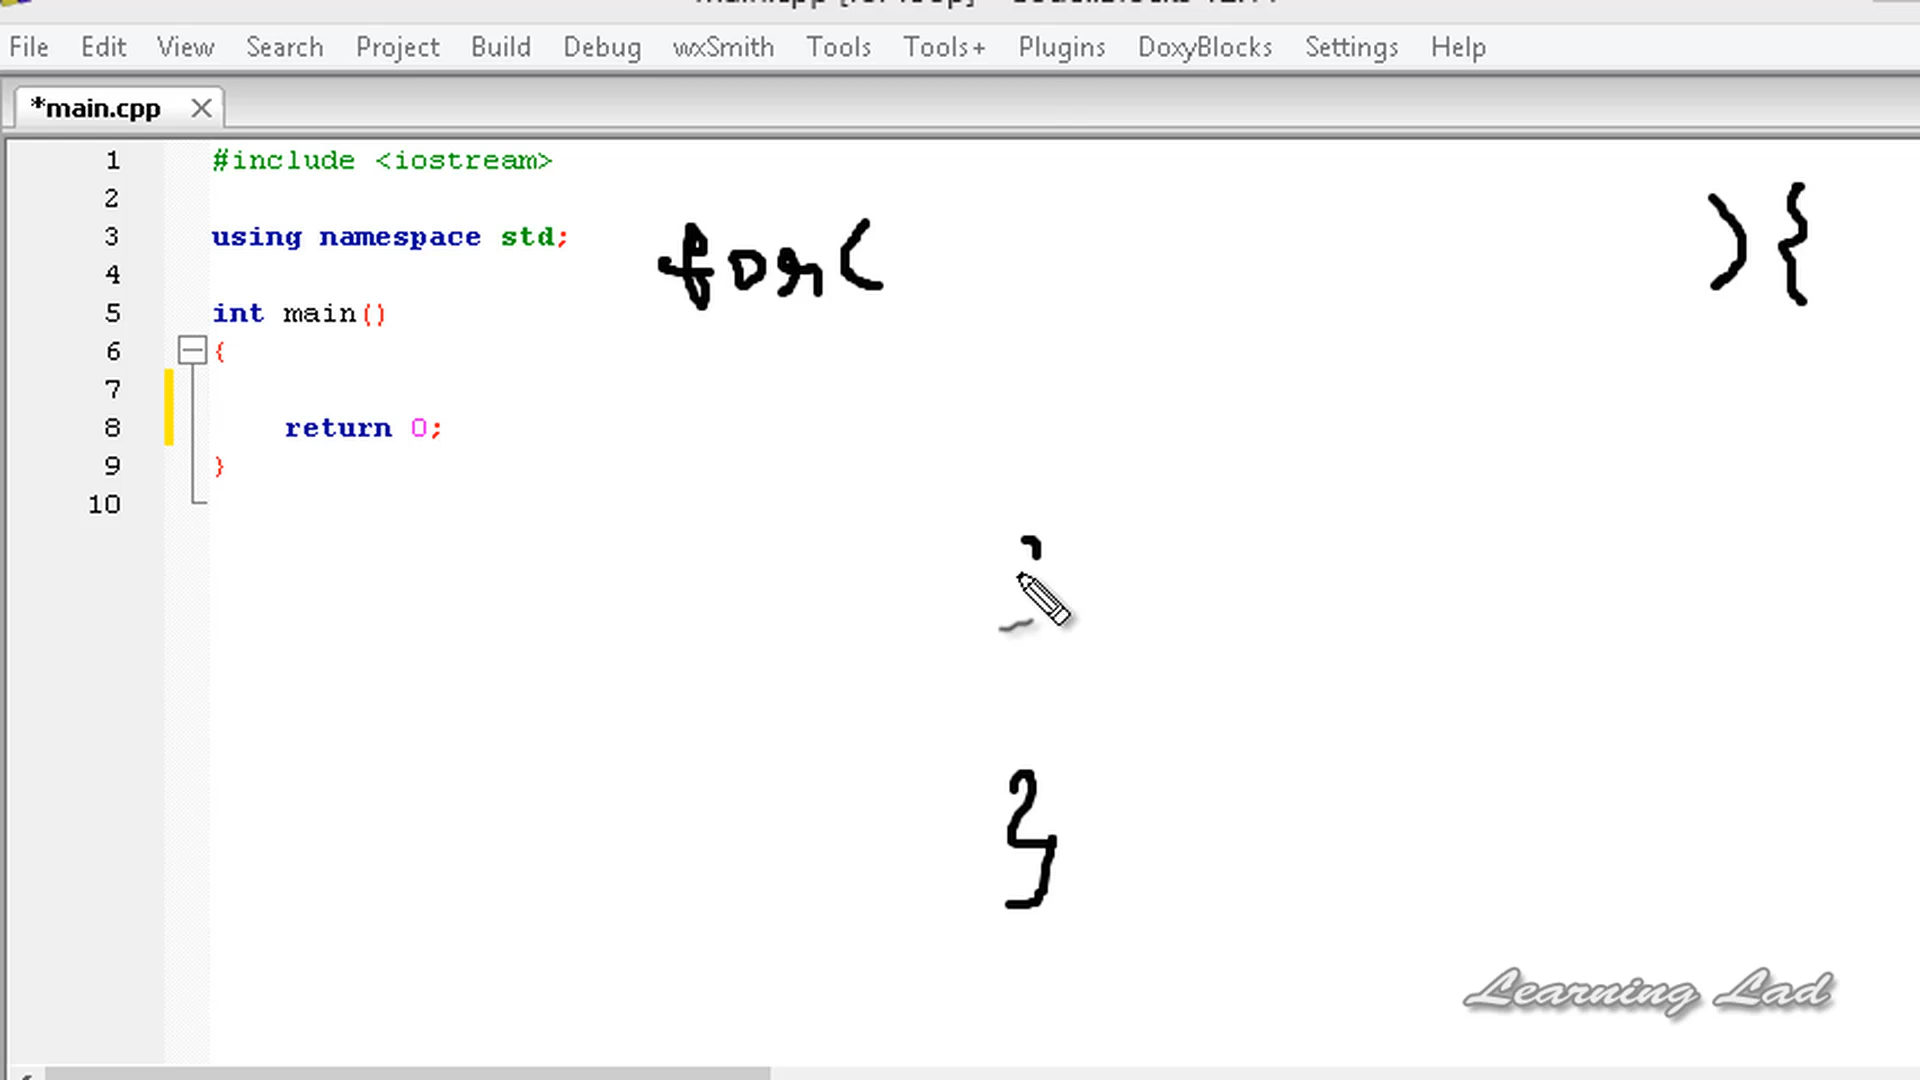 File Edit View Search Project Build Debug wxSmith Tools Tools+ Plugins DoxyBlocks Settings Help
*main.cpp
1 #include <iostream>
2
3 using namespace std;
4
5 int main()
6 {
7
8 return 0;
9 }
10
for( ){
}
Learning Lad